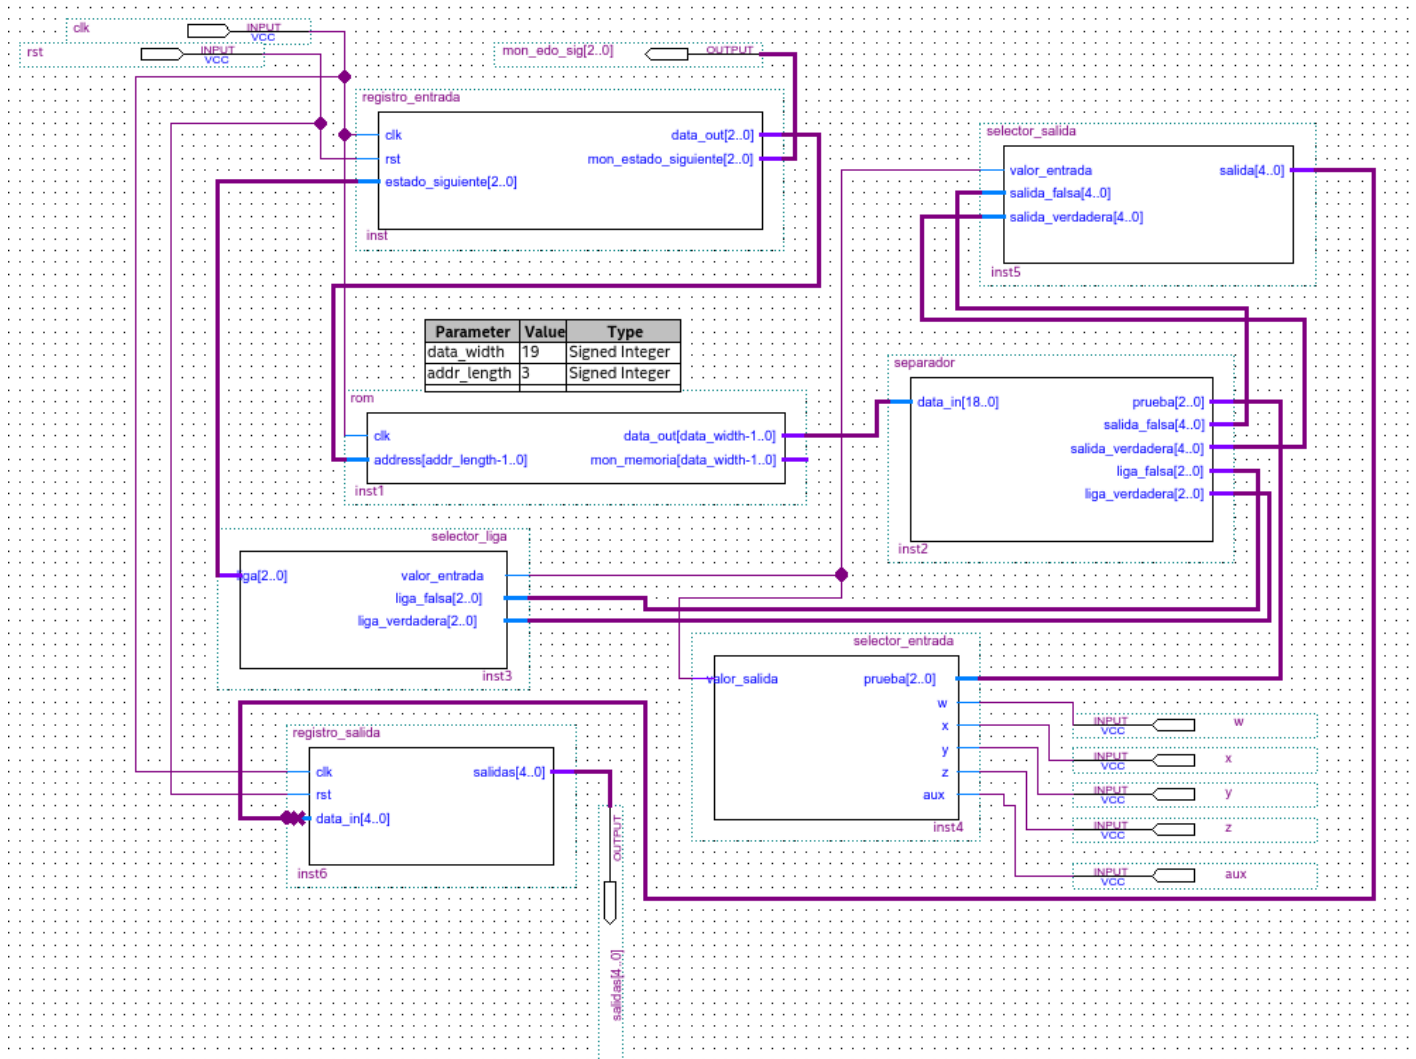 clk
INPUT
VCC
rst
INPUT
VCC
mon_edo_sig[2..0]
OUTPUT
registro_entrada
clk
data_out[2..0]
rst
mon_estado_siguiente[2..0]
estado_siguiente[2..0]
inst
selector_salida
valor_entrada
salida[4..0]
salida_falsa[4..0]
salida_verdadera[4..0]
inst5
Parameter Value Type
data_width 19 Signed Integer
addr_length 3 Signed Integer
rom
clk
data_out[data_width-1..0]
address[addr_length-1..0]
mon_memoria[data_width-1..0]
inst1
separador
data_in[18..0]
prueba[2..0]
salida_falsa[4..0]
salida_verdadera[4..0]
liga_falsa[2..0]
liga_verdadera[2..0]
inst2
selector_liga
liga[2..0]
valor_entrada
liga_falsa[2..0]
liga_verdadera[2..0]
inst3
selector_entrada
valor_salida
prueba[2..0]
w
x
y
z
aux
inst4
INPUT
VCC
w
INPUT
VCC
x
INPUT
VCC
y
INPUT
VCC
z
INPUT
VCC
aux
registro_salida
clk
salidas[4..0]
rst
data_in[4..0]
inst6
OUTPUT
salidas[4..0]